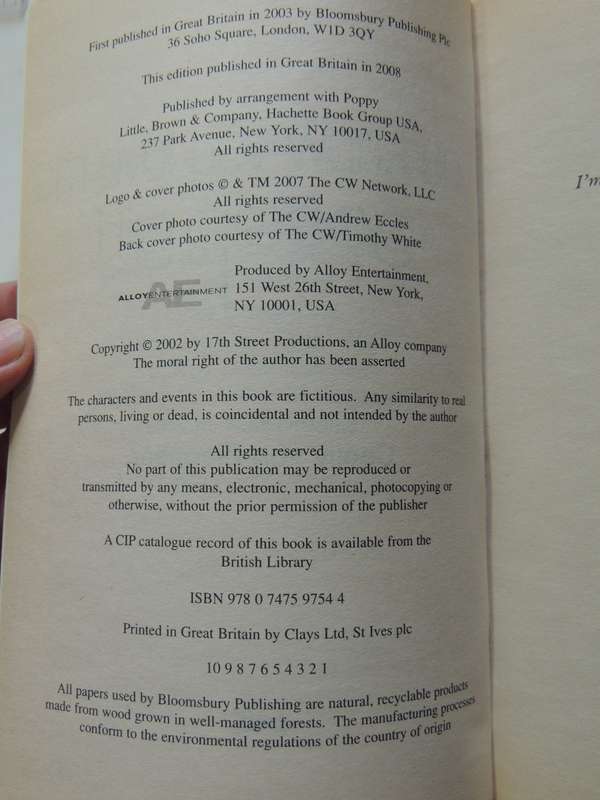 First published in Great Britain in 2003 by Bloomsbury Publishing Plc
36 Soho Square, London, W1D 3QY
This edition published in Great Britain in 2008
Published by arrangement with Poppy
Little, Brown & Company, Hachette Book Group USA,
237 Park Avenue, New York, NY 10017, USA
All rights reserved
Logo & cover photos © & TM 2007 The CW Network, LLC
All rights reserved
Cover photo courtesy of The CW/Andrew Eccles
Back cover photo courtesy of The CW/Timothy White
AE
ALLOYENTERTAINMENT
Produced by Alloy Entertainment,
151 West 26th Street, New York,
NY 10001, USA
Copyright © 2002 by 17th Street Productions, an Alloy company
The moral right of the author has been asserted
The characters and events in this book are fictitious. Any similarity to real
persons, living or dead, is coincidental and not intended by the author
All rights reserved
No part of this publication may be reproduced or
transmitted by any means, electronic, mechanical, photocopying or
otherwise, without the prior permission of the publisher
A CIP catalogue record of this book is available from the
British Library
ISBN 978 0 7475 9754 4
Printed in Great Britain by Clays Ltd, St Ives plc
10 9 8 7 6 5 4 3 2 1
All papers used by Bloomsbury Publishing are natural, recyclable products
made from wood grown in well-managed forests. The manufacturing processes
conform to the environmental regulations of the country of origin
I'm